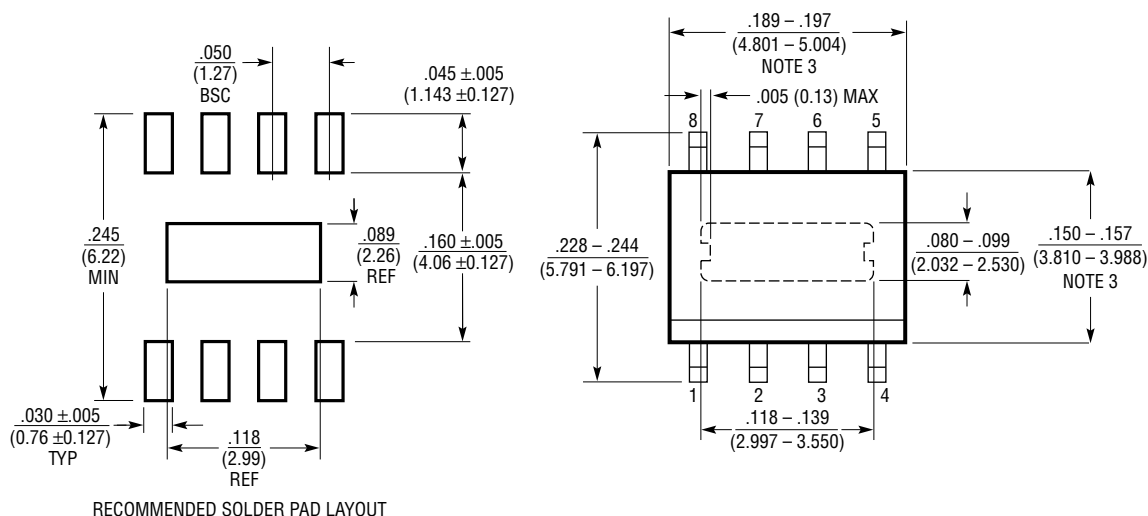 .050
(1.27)
BSC
.045 ±.005
(1.143 ±0.127)
.245
(6.22)
MIN
.089
(2.26)
REF
.160 ±.005
(4.06 ±0.127)
.030 ±.005
(0.76 ±0.127)
TYP
.118
(2.99)
REF
RECOMMENDED SOLDER PAD LAYOUT
.189 – .197
(4.801 – 5.004)
NOTE 3
.005 (0.13) MAX
8 7 6 5
.228 – .244
(5.791 – 6.197)
.080 – .099
(2.032 – 2.530)
.150 – .157
(3.810 – 3.988)
NOTE 3
1 2 3 4
.118 – .139
(2.997 – 3.550)